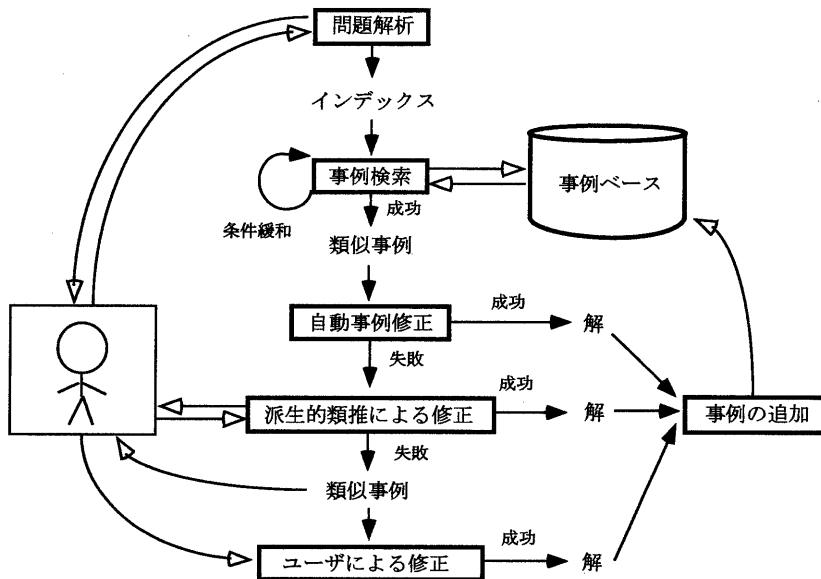 問題解析
インデックス
事例検索
事例ベース
成功
条件緩和
類似事例
自動事例修正
成功
解
失敗
派生的類推による修正
成功
解
事例の追加
失敗
類似事例
ユーザによる修正
成功
解